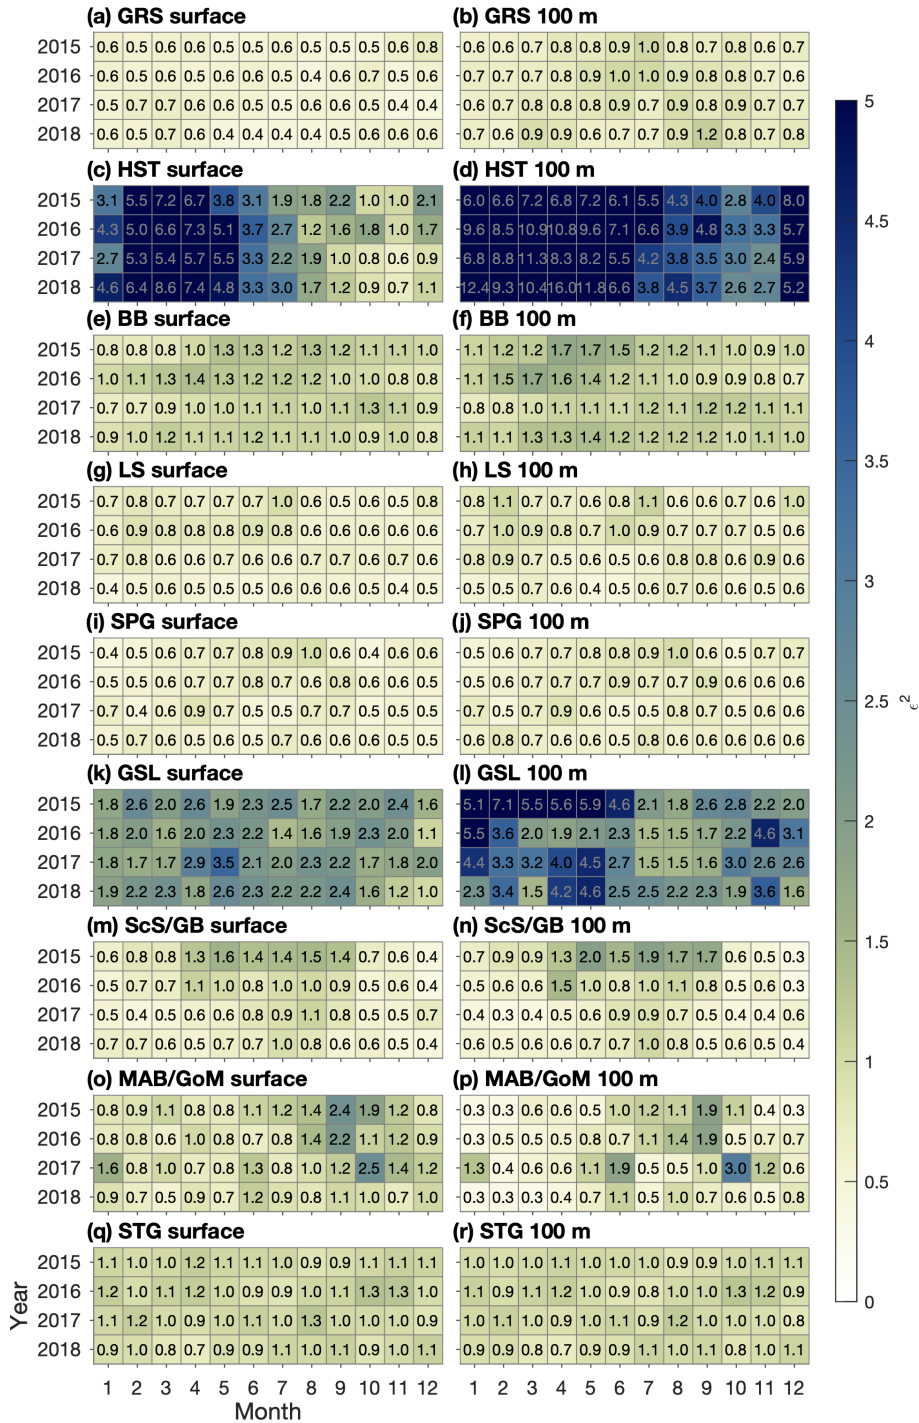 (a) GRS surface
2015 0.6 0.5 0.6 0.6 0.5 0.5 0.6 0.5 0.5 0.5 0.6 0.8
2016 0.6 0.5 0.6 0.5 0.6 0.5 0.5 0.4 0.6 0.7 0.5 0.6
2017 0.5 0.7 0.7 0.6 0.6 0.5 0.5 0.6 0.6 0.5 0.4 0.4
2018 0.6 0.5 0.7 0.6 0.4 0.4 0.4 0.4 0.5 0.6 0.6 0.6
(b) GRS 100 m
0.6 0.6 0.7 0.8 0.8 0.9 1.0 0.8 0.7 0.8 0.6 0.7
0.7 0.7 0.7 0.8 0.9 1.0 1.0 0.9 0.8 0.8 0.7 0.6
0.6 0.7 0.8 0.8 0.8 0.9 0.7 0.9 0.8 0.9 0.7 0.7
0.7 0.6 0.9 0.9 0.6 0.7 0.7 0.9 1.2 0.8 0.7 0.8
(c) HST surface
2015 3.1 5.5 7.2 6.7 3.8 3.1 1.9 1.8 2.2 1.0 1.0 2.1
2016 4.3 5.0 6.6 7.3 5.1 3.7 2.7 1.2 1.6 1.8 1.0 1.7
2017 2.7 5.3 5.4 5.7 5.5 3.3 2.2 1.9 1.0 0.8 0.6 0.9
2018 4.6 6.4 8.6 7.4 4.8 3.3 3.0 1.7 1.2 0.9 0.7 1.1
(d) HST 100 m
6.0 6.6 7.2 6.8 7.2 6.1 5.5 4.3 4.0 2.8 4.0 8.0
9.6 8.5 10.9 10.8 9.6 7.1 6.6 3.9 4.8 3.3 3.3 5.7
6.8 8.8 11.3 8.3 8.2 5.5 4.2 3.8 3.5 3.0 2.4 5.9
12.4 9.3 10.4 16.0 11.8 6.6 3.8 4.5 3.7 2.6 2.7 5.2
(e) BB surface
2015 0.8 0.8 0.8 1.0 1.3 1.3 1.2 1.3 1.2 1.1 1.1 1.0
2016 1.0 1.1 1.3 1.4 1.3 1.2 1.2 1.2 1.0 1.0 0.8 0.8
2017 0.7 0.7 0.9 1.0 1.0 1.1 1.1 1.0 1.1 1.3 1.1 0.9
2018 0.9 1.0 1.2 1.1 1.1 1.2 1.1 1.1 1.0 0.9 1.0 0.8
(f) BB 100 m
1.1 1.2 1.2 1.7 1.7 1.5 1.2 1.2 1.1 1.0 0.9 1.0
1.1 1.5 1.7 1.6 1.4 1.2 1.1 1.0 0.9 0.9 0.8 0.7
0.8 0.8 1.0 1.1 1.1 1.1 1.2 1.1 1.2 1.2 1.1 1.1
1.1 1.1 1.3 1.3 1.4 1.2 1.2 1.2 1.2 1.0 1.1 1.0
(g) LS surface
2015 0.7 0.8 0.7 0.7 0.7 0.7 1.0 0.6 0.5 0.6 0.5 0.8
2016 0.6 0.9 0.8 0.8 0.8 0.9 0.8 0.6 0.6 0.6 0.6 0.6
2017 0.7 0.8 0.6 0.6 0.7 0.6 0.6 0.7 0.7 0.6 0.7 0.6
2018 0.4 0.5 0.6 0.5 0.5 0.5 0.6 0.6 0.5 0.5 0.4 0.5
(h) LS 100 m
0.8 1.1 0.7 0.7 0.6 0.8 1.1 0.6 0.6 0.7 0.6 1.0
0.7 1.0 0.9 0.8 0.7 1.0 0.9 0.7 0.7 0.7 0.5 0.6
0.8 0.9 0.7 0.5 0.6 0.5 0.6 0.8 0.8 0.6 0.9 0.6
0.5 0.5 0.7 0.5 0.4 0.5 0.6 0.7 0.6 0.5 0.5 0.6
(i) SPG surface
2015 0.4 0.5 0.6 0.7 0.7 0.8 0.9 1.0 0.6 0.4 0.6 0.6
2016 0.5 0.5 0.6 0.7 0.7 0.8 0.7 0.6 0.8 0.6 0.6 0.5
2017 0.7 0.4 0.6 0.9 0.7 0.5 0.5 0.7 0.7 0.5 0.5 0.5
2018 0.5 0.7 0.6 0.5 0.6 0.5 0.7 0.6 0.6 0.6 0.5 0.5
(j) SPG 100 m
0.5 0.6 0.7 0.7 0.8 0.8 0.9 1.0 0.6 0.5 0.7 0.7
0.5 0.6 0.6 0.7 0.7 0.9 0.7 0.7 0.9 0.6 0.6 0.6
0.7 0.5 0.7 0.9 0.6 0.5 0.5 0.8 0.7 0.5 0.6 0.6
0.6 0.8 0.7 0.6 0.6 0.5 0.8 0.6 0.6 0.6 0.6 0.6
(k) GSL surface
2015 1.8 2.6 2.0 2.6 1.9 2.3 2.5 1.7 2.2 2.0 2.4 1.6
2016 1.8 2.0 1.6 2.0 2.3 2.2 1.4 1.6 1.9 2.3 2.0 1.1
2017 1.8 1.7 1.7 2.9 3.5 2.1 2.0 2.3 2.2 1.7 1.8 2.0
2018 1.9 2.2 2.3 1.8 2.6 2.3 2.2 2.2 2.4 1.6 1.2 1.0
(l) GSL 100 m
5.1 7.1 5.5 5.6 5.9 4.6 2.1 1.8 2.6 2.8 2.2 2.0
5.5 3.6 2.0 1.9 2.1 2.3 1.5 1.5 1.7 2.2 4.6 3.1
4.4 3.3 3.2 4.0 4.5 2.7 1.5 1.5 1.6 3.0 2.6 2.6
2.3 3.4 1.5 4.2 4.6 2.5 2.5 2.2 2.3 1.9 3.6 1.6
(m) ScS/GB surface
2015 0.6 0.8 0.8 1.3 1.6 1.4 1.4 1.5 1.4 0.7 0.6 0.4
2016 0.5 0.7 0.7 1.1 1.0 0.8 1.0 1.0 0.9 0.5 0.6 0.5
2017 0.5 0.4 0.5 0.6 0.6 0.8 0.9 1.1 0.8 0.5 0.5 0.7
2018 0.7 0.7 0.6 0.5 0.7 0.7 1.0 0.8 0.6 0.6 0.5 0.4
(n) ScS/GB 100 m
0.7 0.9 0.9 1.3 2.0 1.5 1.9 1.7 1.7 0.6 0.5 0.3
0.5 0.6 0.6 1.5 1.0 0.8 1.0 1.1 0.8 0.5 0.6 0.3
0.4 0.3 0.4 0.5 0.6 0.9 0.9 0.7 0.5 0.4 0.4 0.6
0.6 0.5 0.6 0.6 0.7 0.7 1.0 0.8 0.5 0.6 0.5 0.4
(o) MAB/GoM surface
2015 0.8 0.9 1.1 0.8 0.8 1.1 1.2 1.4 2.4 1.9 1.2 0.8
2016 0.8 0.8 0.6 1.0 0.8 0.7 0.8 1.4 2.2 1.1 1.2 0.9
2017 1.6 0.8 1.0 0.7 0.8 1.3 0.8 1.0 1.2 2.5 1.4 1.2
2018 0.9 0.7 0.5 0.9 0.7 1.2 0.9 0.8 1.1 1.0 0.7 1.0
(p) MAB/GoM 100 m
0.3 0.3 0.6 0.6 0.5 1.0 1.2 1.1 1.9 1.1 0.4 0.3
0.3 0.5 0.5 0.5 0.8 0.7 1.1 1.4 1.9 0.5 0.7 0.7
1.3 0.4 0.6 0.6 1.1 1.9 0.5 0.5 1.0 3.0 1.2 0.6
0.3 0.3 0.3 0.4 0.7 1.1 0.5 1.0 0.7 0.6 0.5 0.8
(q) STG surface
2015 1.1 1.0 1.0 1.2 1.1 1.1 1.0 0.9 0.9 1.1 1.1 1.1
2016 1.2 1.0 1.1 1.2 1.0 0.9 0.9 1.0 1.1 1.3 1.3 1.0
2017 1.1 1.2 1.0 0.9 1.0 1.1 1.0 1.3 1.0 1.0 1.0 0.9
2018 0.9 1.0 0.8 0.7 0.9 0.9 1.1 1.0 1.1 0.9 1.0 1.1
(r) STG 100 m
1.0 1.0 1.0 1.1 1.0 1.0 0.9 0.9 1.0 1.0 1.1 1.1
1.1 0.9 1.1 1.2 1.0 0.9 0.8 1.0 1.0 1.3 1.2 0.9
1.0 1.1 0.9 1.0 1.0 1.1 0.9 1.2 1.0 1.0 1.0 0.8
0.9 0.9 0.8 0.7 0.9 0.9 1.1 1.0 1.1 0.8 1.0 1.1
1 2 3 4 5 6 7 8 9 10 11 12
1 2 3 4 5 6 7 8 9 10 11 12
Month
Year
5
4.5
4
3.5
3
2.5
2
1.5
1
0.5
0
ϵ²